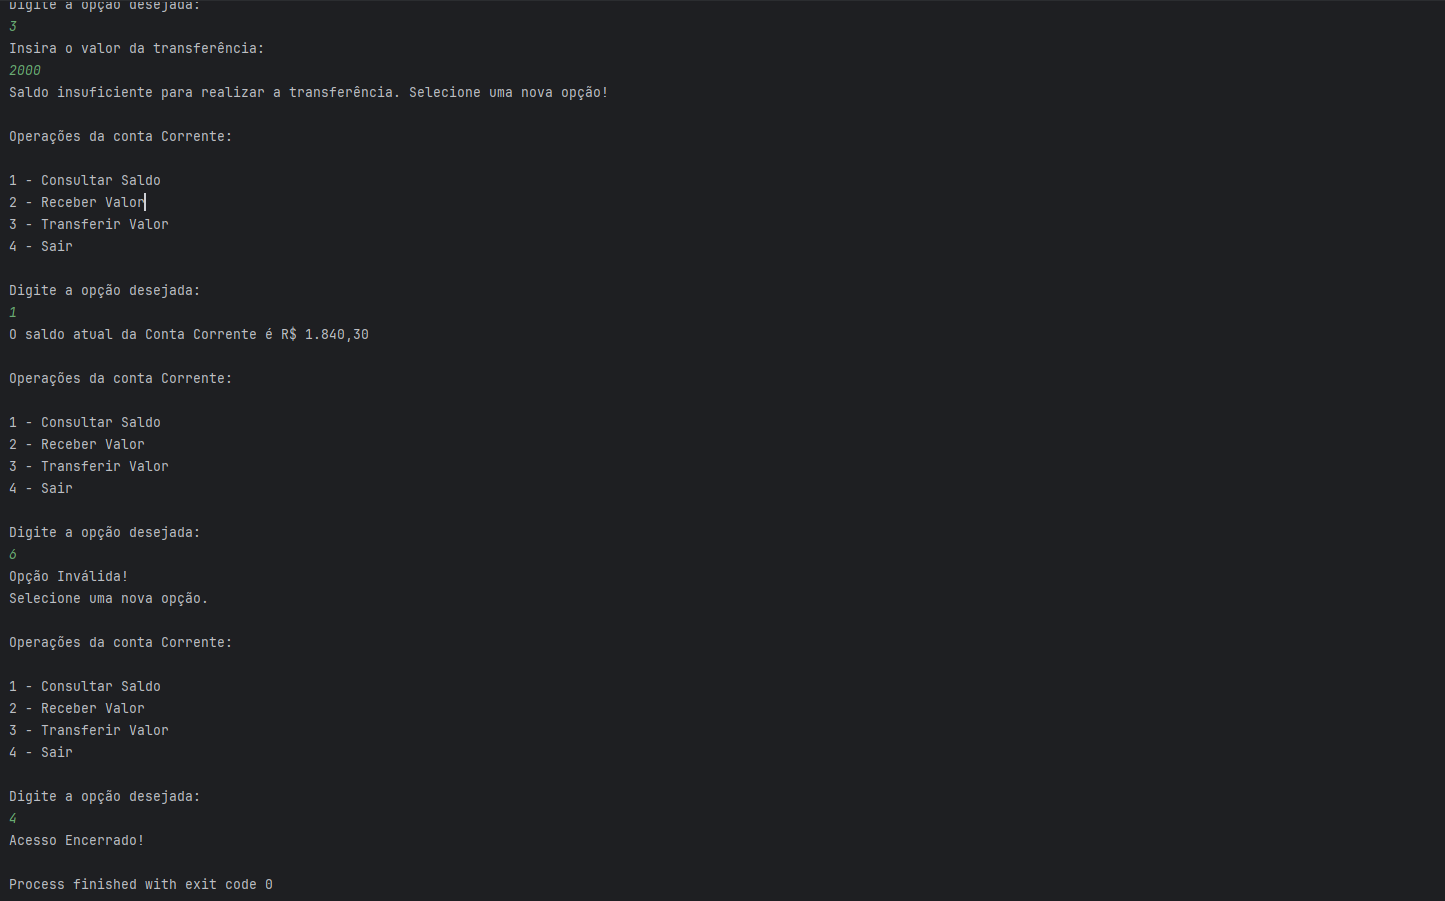 Digite a opção desejada:
3
Insira o valor da transferência:
2000
Saldo insuficiente para realizar a transferência. Selecione uma nova opção!
Operações da conta Corrente:
1 - Consultar Saldo
2 - Receber Valor
3 - Transferir Valor
4 - Sair
Digite a opção desejada:
1
O saldo atual da Conta Corrente é R$ 1.840,30
Operações da conta Corrente:
1 - Consultar Saldo
2 - Receber Valor
3 - Transferir Valor
4 - Sair
Digite a opção desejada:
6
Opção Inválida!
Selecione uma nova opção.
Operações da conta Corrente:
1 - Consultar Saldo
2 - Receber Valor
3 - Transferir Valor
4 - Sair
Digite a opção desejada:
4
Acesso Encerrado!
Process finished with exit code 0